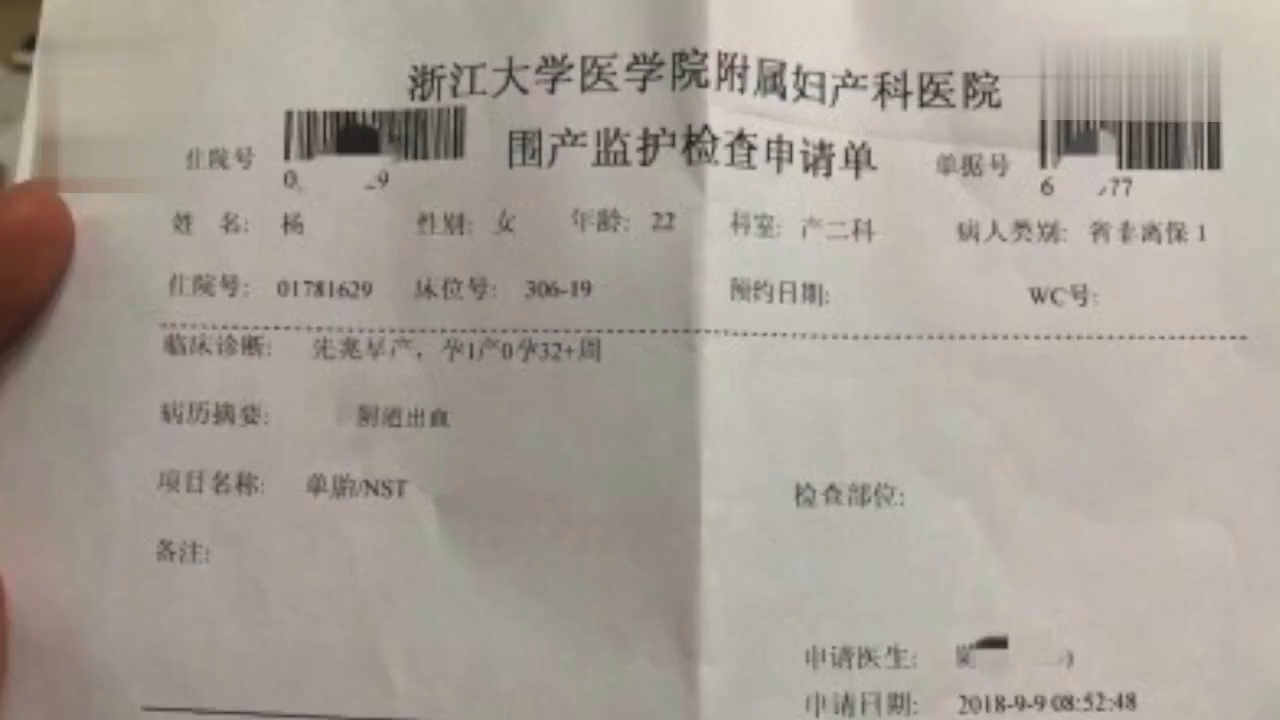 浙江大学医学院附属妇产科医院
围产监护检查申请单
住院号 单据号
0 29 6 77
姓 名: 杨 性别: 女 年龄: 22 科室: 产二科 病人类别: 省非离保1
住院号: 01781629 床位号: 306-19 预约日期: WC号:
临床诊断: 先兆早产,孕1产0孕32+周
病历摘要: 阴道出血
项目名称: 单胎/NST 检查部位:
备注:
申请医生:
申请日期: 2018-9-9 08:52:48